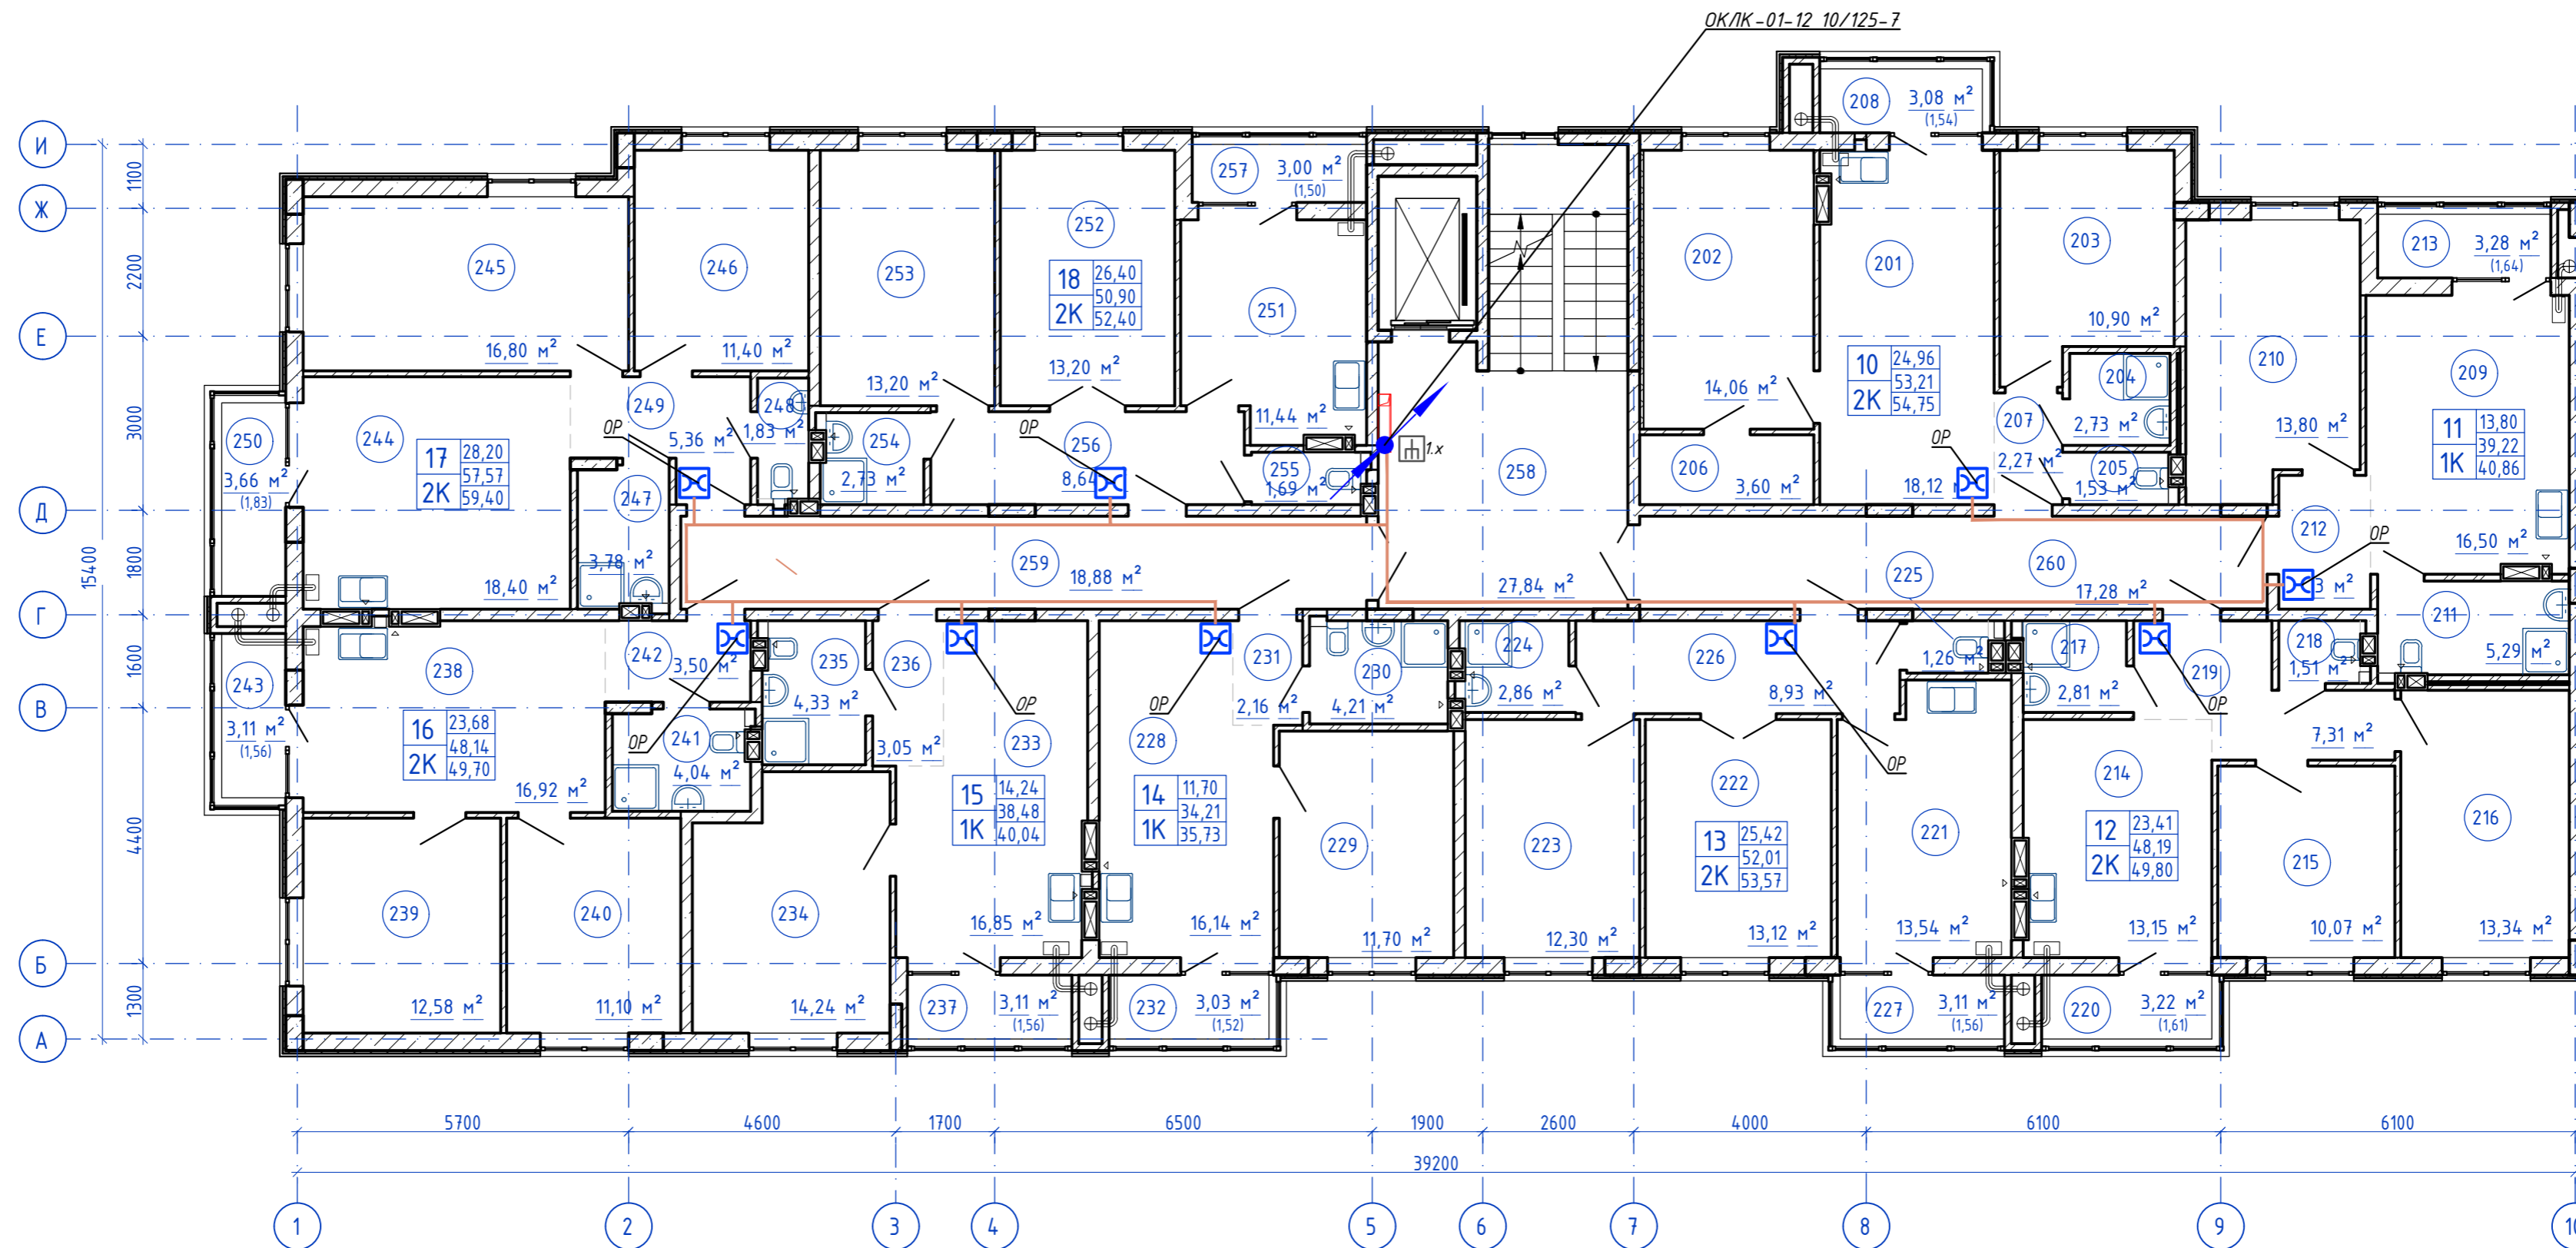 ОКЛК-01-12 10/125-7
И
Ж
Е
Д
Г
В
Б
А
1100
2200
3000
1800
1600
4400
1300
15400
208
3,08 м²
(1,54)
257
3,00 м²
(1,50)
245
16,80 м²
246
11,40 м²
253
13,20 м²
252
18
2К
26,40
50,90
52,40
13,20 м²
251
11,44 м²
202
14,06 м²
201
10
2К
24,96
53,21
54,75
18,12
203
10,90 м²
213
3,28 м²
(1,64)
210
13,80 м²
209
11
1К
13,80
39,22
40,86
16,50 м²
250
3,66 м²
(1,83)
244
17
2К
28,20
57,57
59,40
18,40 м²
249
ОР
5,36 м²
248
1,83 м²
254
2,73 м²
ОР
256
8,64
255
1,69 м²
1.х
258
27,84 м²
206
3,60 м²
ОР
207
2,27 м²
204
2,73 м²
205
1,53 м²
247
3,78 м²
259
18,88 м²
260
17,28 м²
225
1,26 м²
212
ОР
211
5,29 м²
243
3,11 м²
(1,56)
238
16
2К
23,68
48,14
49,70
16,92 м²
242
3,50 м²
ОР
241
4,04 м²
235
4,33 м²
236
3,05 м²
ОР
233
15
1К
14,24
38,48
40,04
16,85 м²
ОР
228
14
1К
11,70
34,21
35,73
16,14 м²
231
2,16 м²
230
4,21 м²
224
2,86 м²
226
8,93 м²
ОР
217
2,81 м²
219
ОР
7,31 м²
218
1,51 м²
239
12,58 м²
240
11,10 м²
234
14,24 м²
229
11,70 м²
223
12,30 м²
222
13
2К
25,42
52,01
53,57
13,12 м²
221
13,54 м²
214
12
2К
23,41
48,19
49,80
13,15 м²
215
10,07 м²
216
13,34 м²
237
3,11 м²
(1,56)
232
3,03 м²
(1,52)
227
3,11 м²
(1,56)
220
3,22 м²
(1,61)
5700
4600
1700
6500
1900
2600
4000
6100
6100
39200
1
2
3
4
5
6
7
8
9